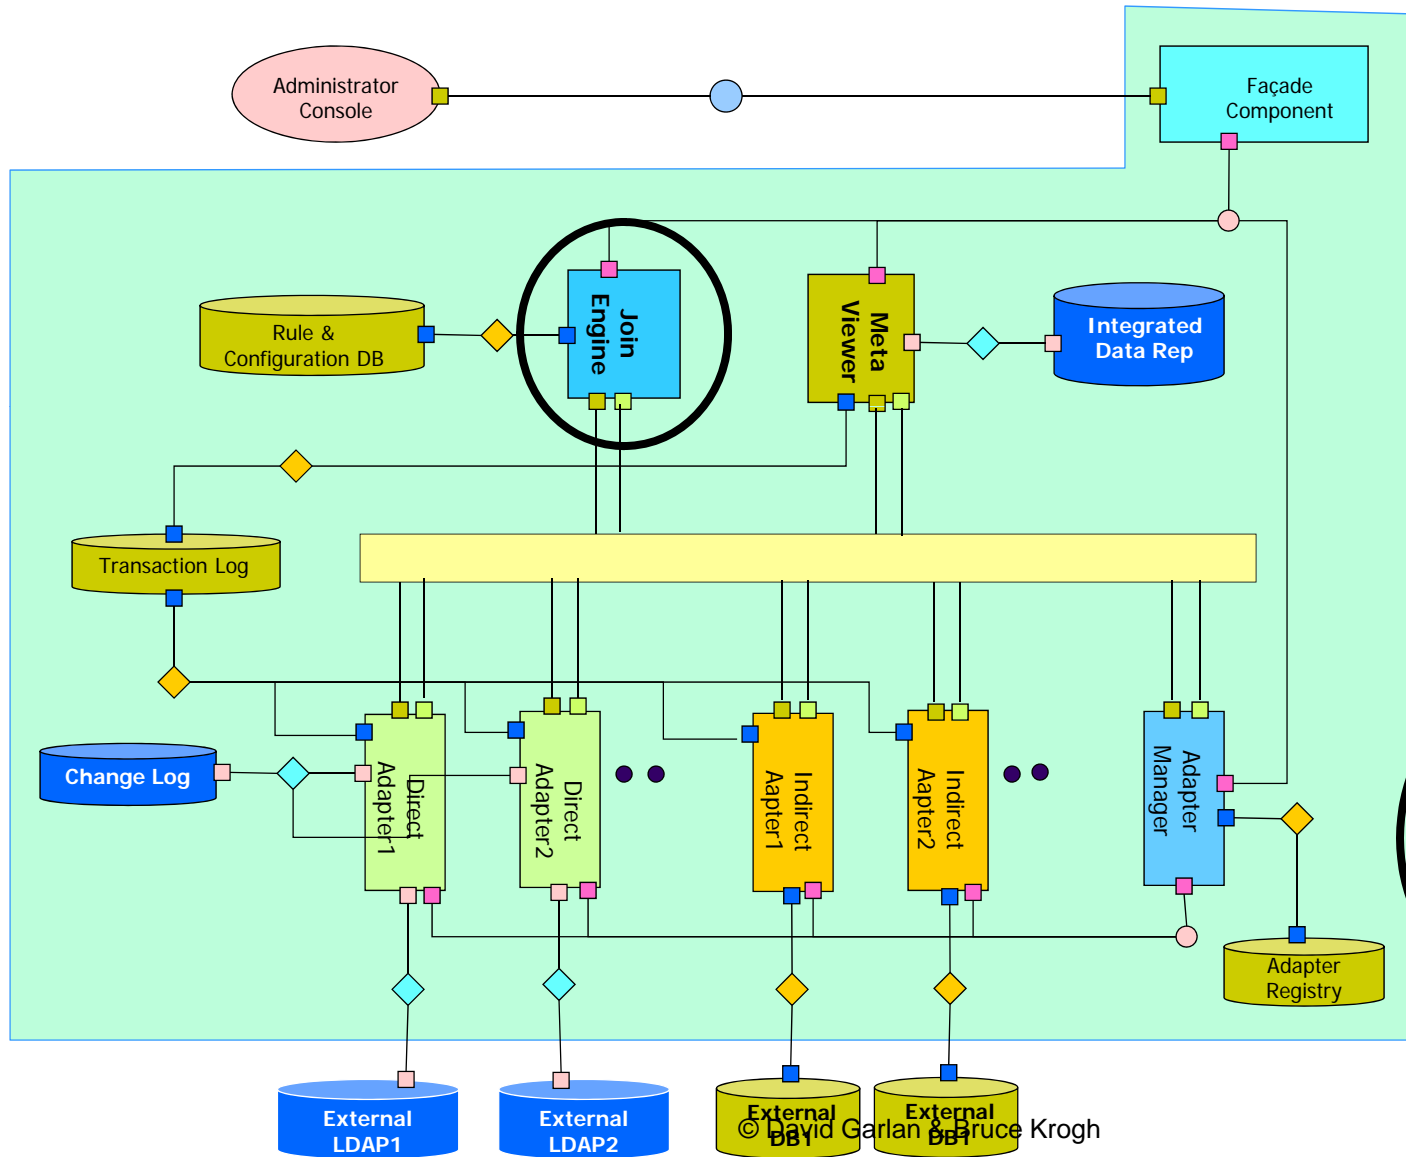 Administrator
Console
Façade
Component
Join
Engine
Meta
Viewer
Rule &
Configuration DB
Integrated
Data Rep
Transaction Log
Change Log
Direct
Adapter1
Direct
Adapter2
Indirect
Aapter1
Indirect
Aapter2
Adapter
Manager
Adapter
Registry
External
LDAP1
External
LDAP2
External
DB1
External
DB1
© David Garlan & Bruce Krogh